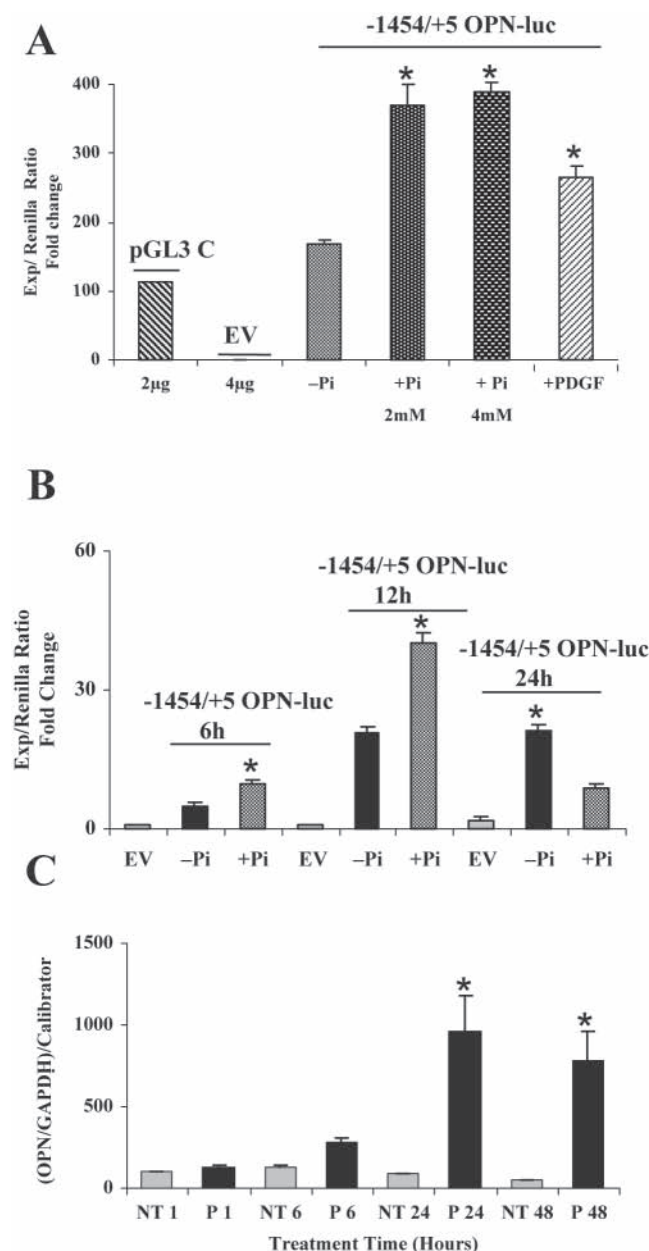 A
-1454/+5 OPN-luc
Exp/ Renilla Ratio
Fold change
400
300
200
100
0
pGL3 C
EV
*
*
*
2µg
4µg
–Pi
+Pi
+ Pi
+PDGF
2mM
4mM
B
Exp/Renilla Ratio
Fold Change
60
30
0
-1454/+5 OPN-luc
6h
*
-1454/+5 OPN-luc
12h
*
-1454/+5 OPN-luc
24h
*
EV
–Pi
+Pi
EV
–Pi
+Pi
EV
–Pi
+Pi
C
(OPN/GAPDH)/Calibrator
1500
1000
500
0
*
*
NT 1
P 1
NT 6
P 6
NT 24
P 24
NT 48
P 48
Treatment Time (Hours)